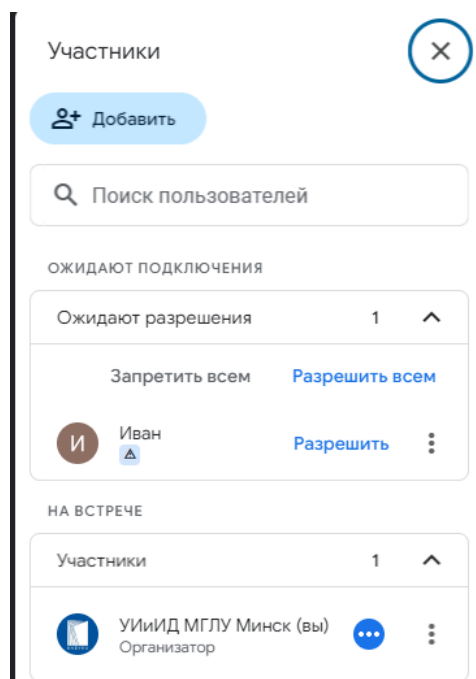 Участники
Добавить
Поиск пользователей
ОЖИДАЮТ ПОДКЛЮЧЕНИЯ
Ожидают разрешения 1
Запретить всем Разрешить всем
И Иван Разрешить
НА ВСТРЕЧЕ
Участники 1
УИиИД МГЛУ Минск (вы)
Организатор